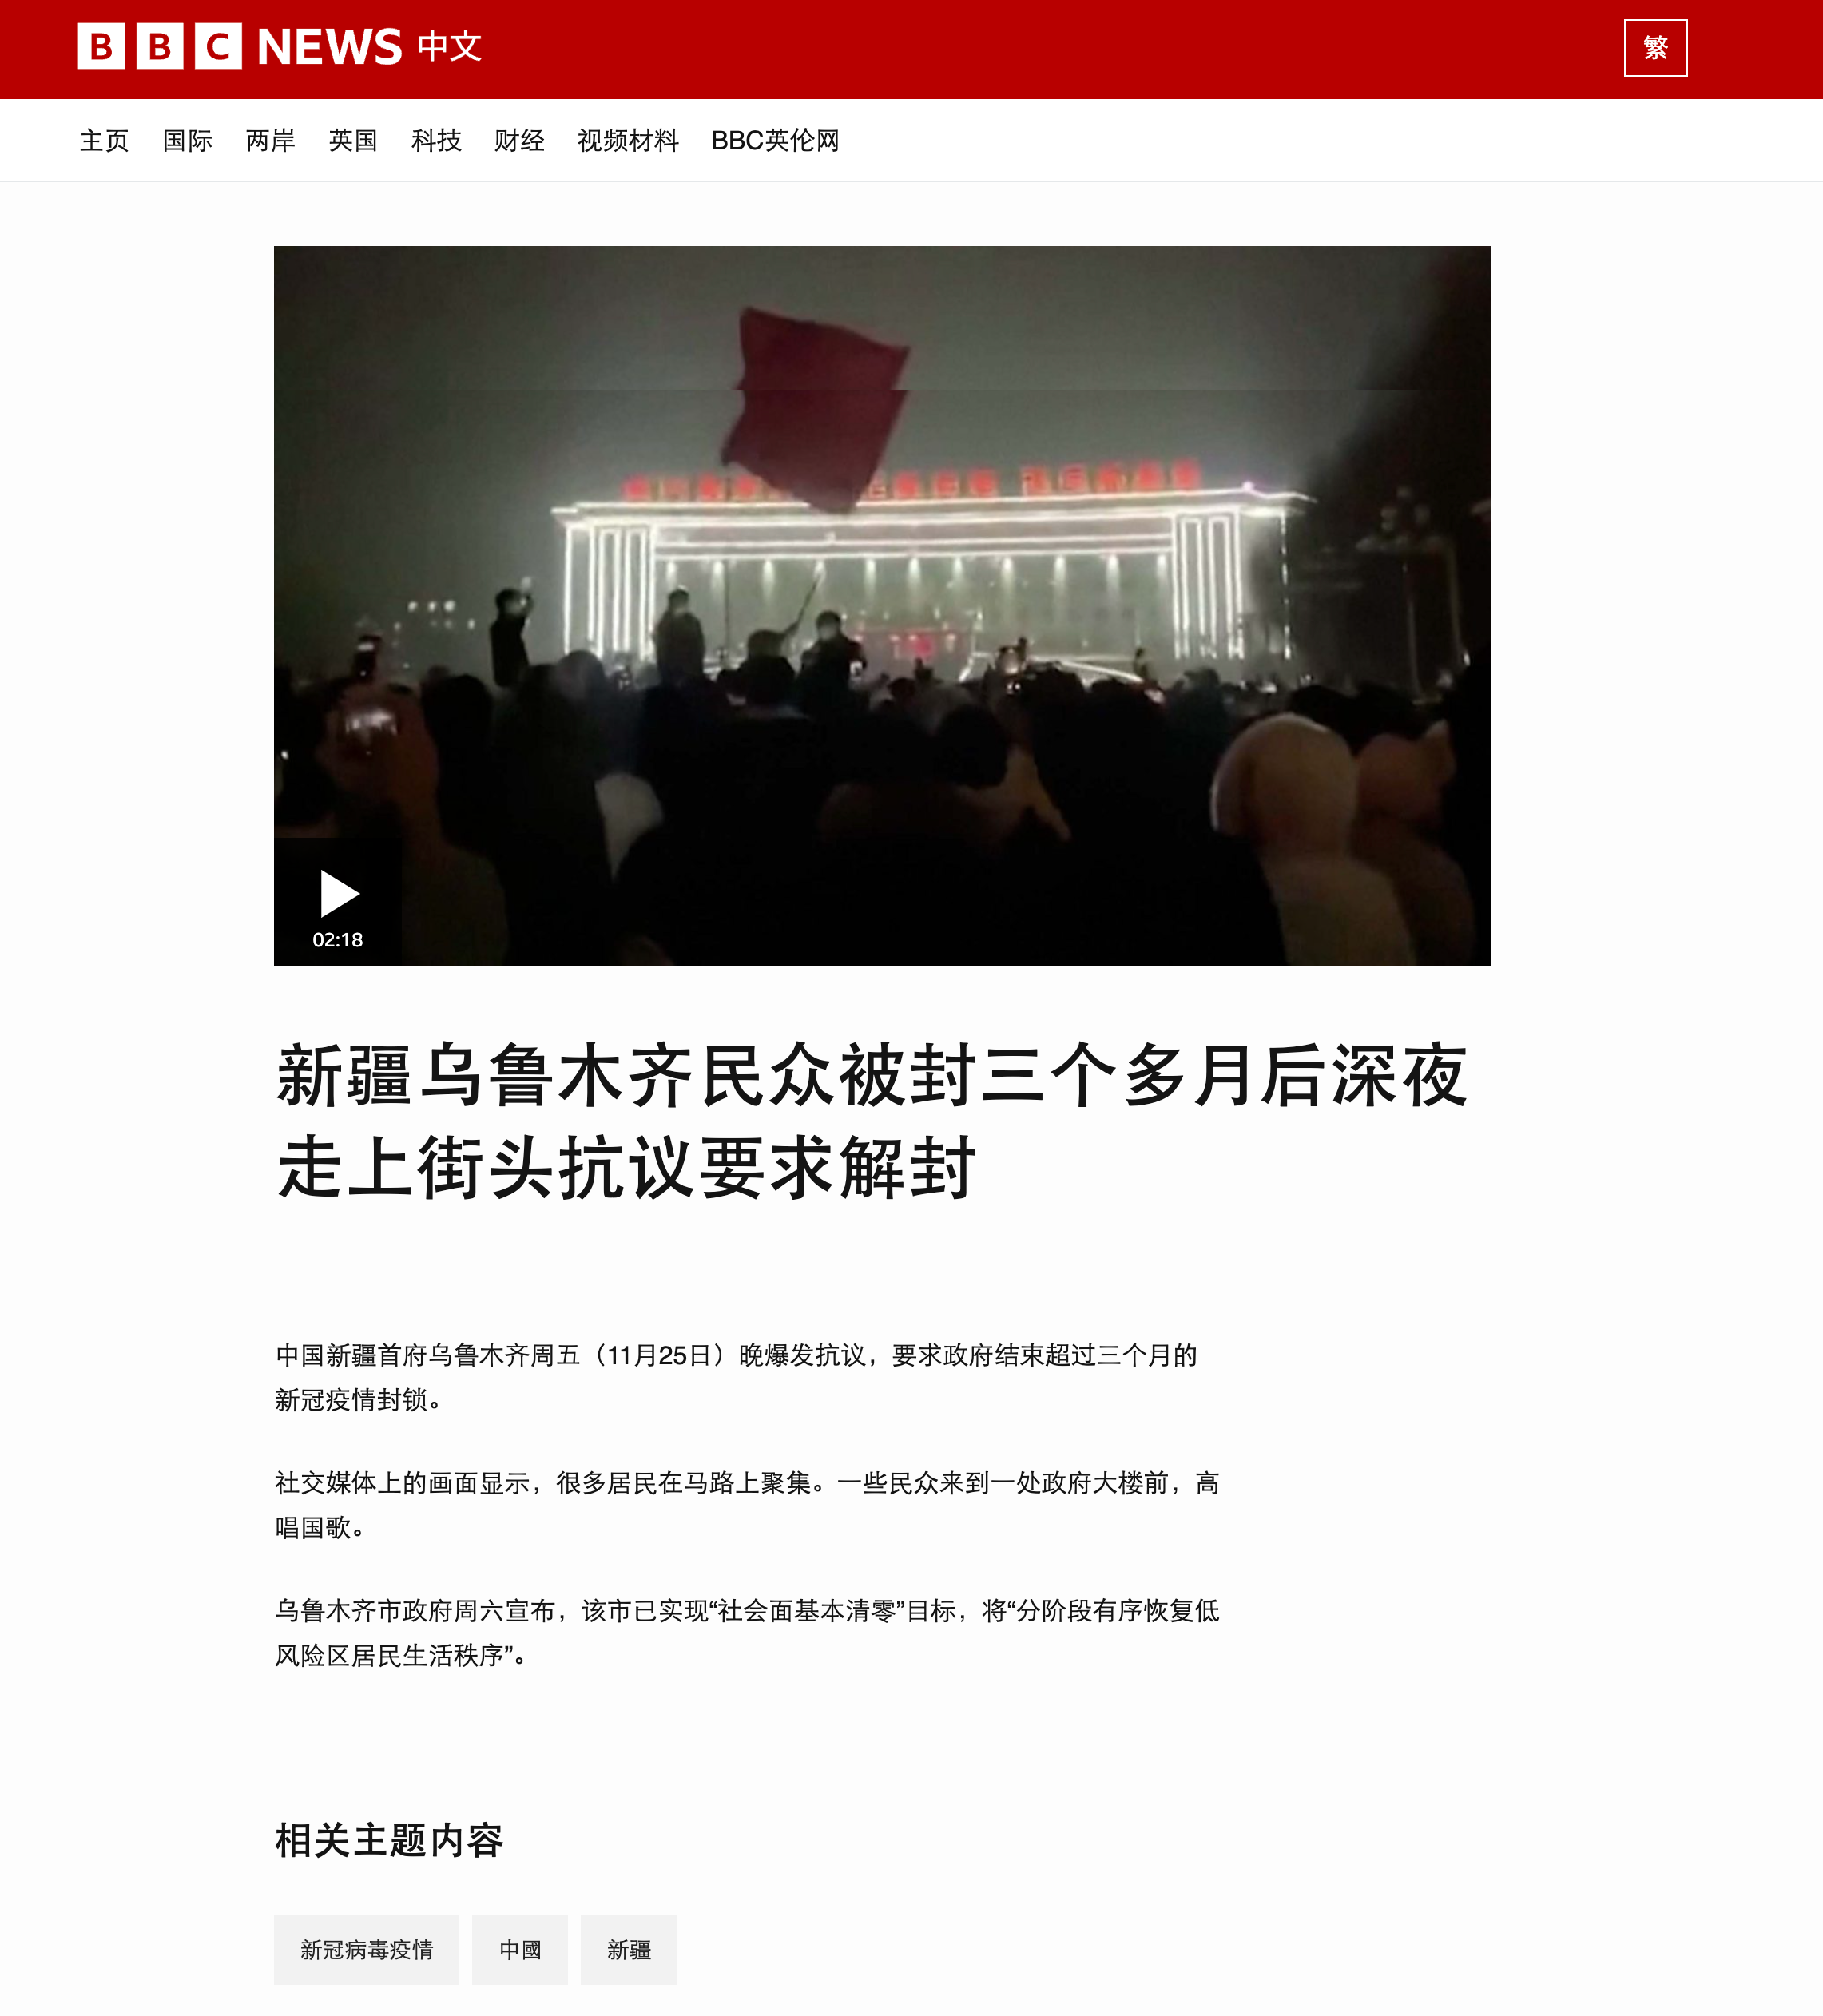 BBC NEWS 中文
繁
主页 国际 两岸 英国 科技 财经 视频材料 BBC英伦网
02:18
新疆乌鲁木齐民众被封三个多月后深夜
走上街头抗议要求解封
中国新疆首府乌鲁木齐周五（11月25日）晚爆发抗议，要求政府结束超过三个月的
新冠疫情封锁。
社交媒体上的画面显示，很多居民在马路上聚集。一些民众来到一处政府大楼前，高
唱国歌。
乌鲁木齐市政府周六宣布，该市已实现“社会面基本清零”目标，将“分阶段有序恢复低
风险区居民生活秩序”。
相关主题内容
新冠病毒疫情 中國 新疆